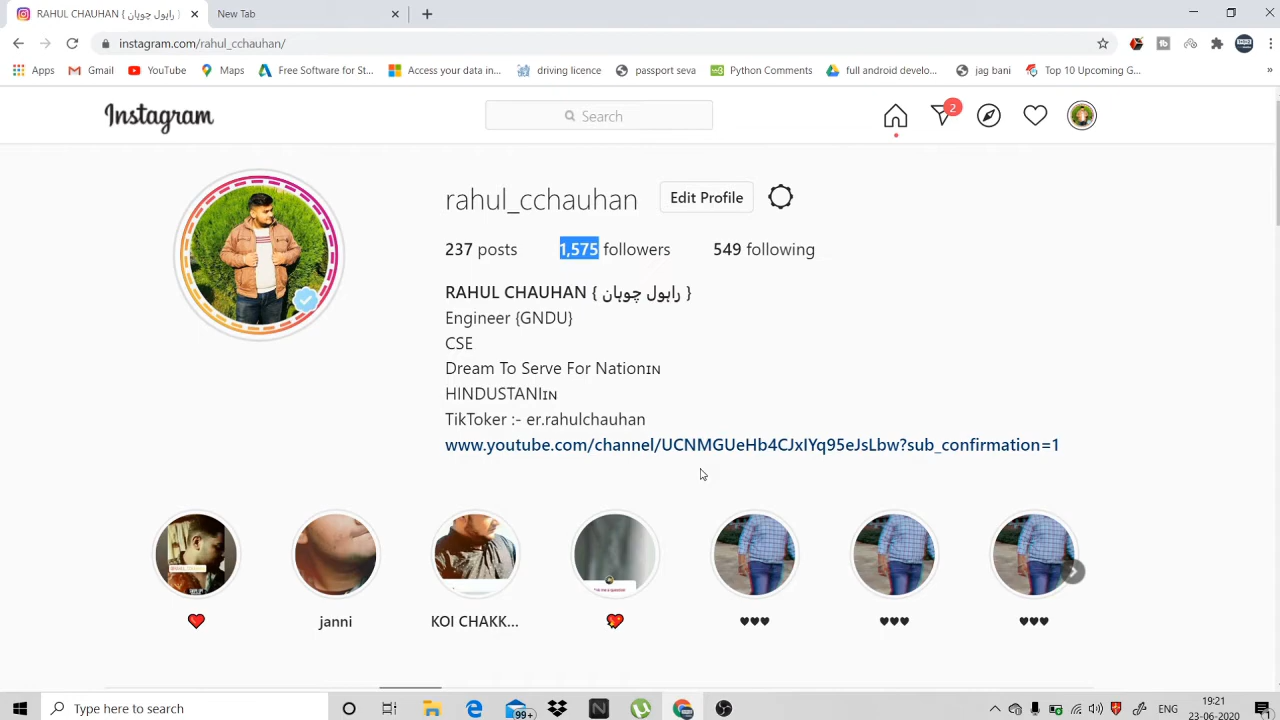 RAHUL CHAUHAN { راہول چوہان }
New Tab
instagram.com/rahul_cchauhan/
Apps
Gmail
YouTube
Maps
Free Software for St...
Access your data in...
driving licence
passport seva
Python Comments
full android develo...
jag bani
Top 10 Upcoming G...
»
Instagram
Search
2
rahul_cchauhan
Edit Profile
237 posts
1,575 followers
549 following
RAHUL CHAUHAN { راہول چوہان }
Engineer {GNDU}
CSE
Dream To Serve For Nationɪɴ
HINDUSTANIɪɴ
TikToker :- er.rahulchauhan
www.youtube.com/channel/UCNMGUeHb4CJxIYq95eJsLbw?sub_confirmation=1
❤
janni
KOI CHAKK...
💖
♥♥♥
♥♥♥
♥♥♥
Type here to search
99+
ENG
19:21
23-06-2020